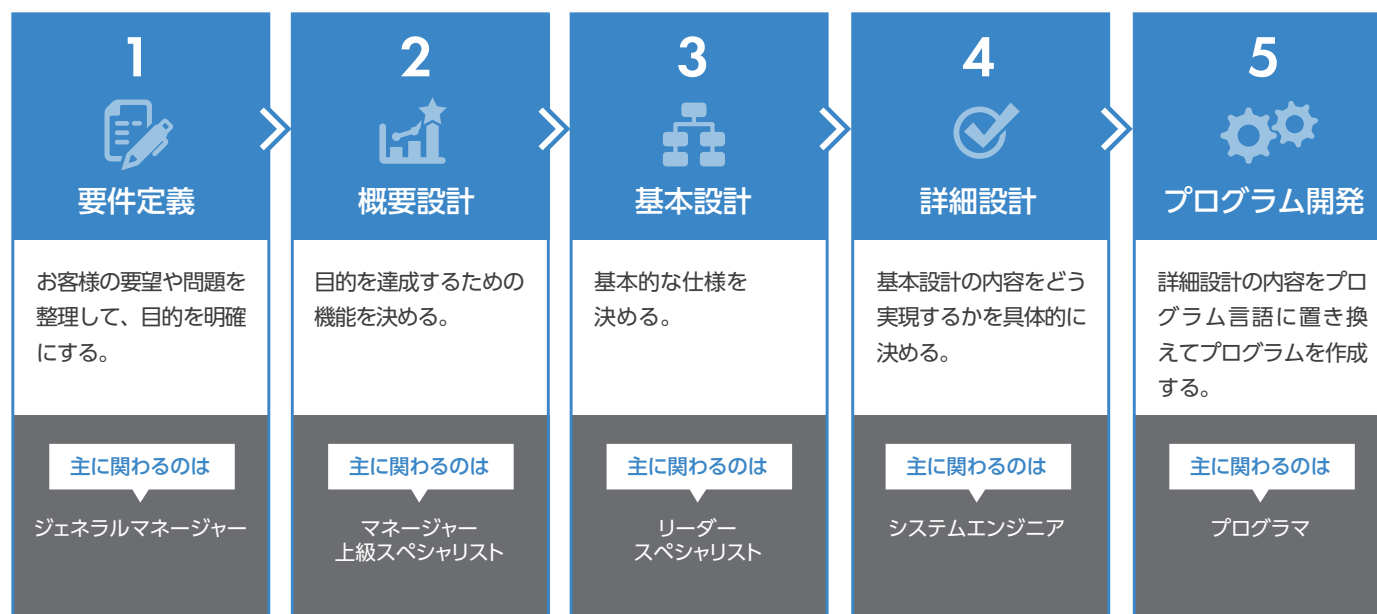 1
要件定義
お客様の要望や問題を
整理して、目的を明確
にする。
主に関わるのは
ジェネラルマネージャー
2
概要設計
目的を達成するための
機能を決める。
主に関わるのは
マネージャー
上級スペシャリスト
3
基本設計
基本的な仕様を
決める。
主に関わるのは
リーダー
スペシャリスト
4
詳細設計
基本設計の内容をどう
実現するかを具体的に
決める。
主に関わるのは
システムエンジニア
5
プログラム開発
詳細設計の内容をプロ
グラム言語に置き換
えてプログラムを作成
する。
主に関わるのは
プログラマ